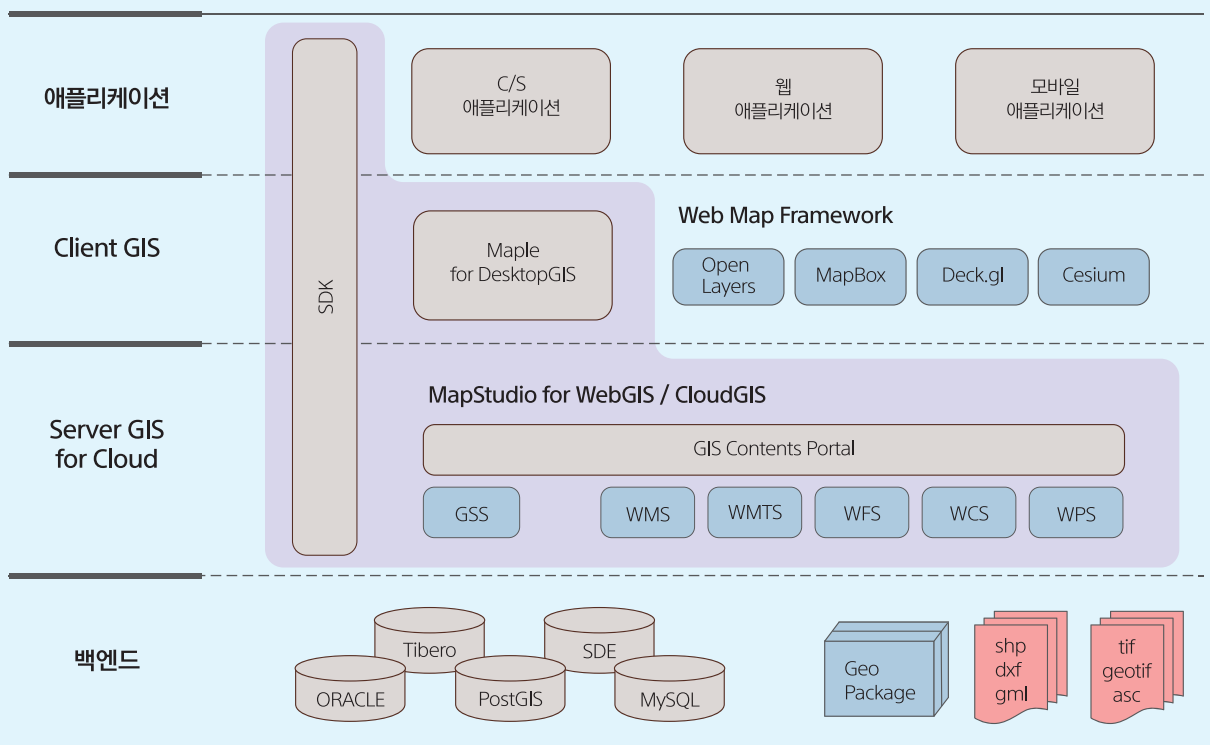 애플리케이션
C/S
애플리케이션
웹
애플리케이션
모바일
애플리케이션
SDK
Client GIS
Maple
for DesktopGIS
Web Map Framework
Open
Layers
MapBox
Deck.gl
Cesium
Server GIS
for Cloud
MapStudio for WebGIS / CloudGIS
GIS Contents Portal
GSS
WMS
WMTS
WFS
WCS
WPS
백엔드
Tibero
SDE
ORACLE
PostGIS
MySQL
Geo
Package
shp
dxf
gml
tif
geotif
asc